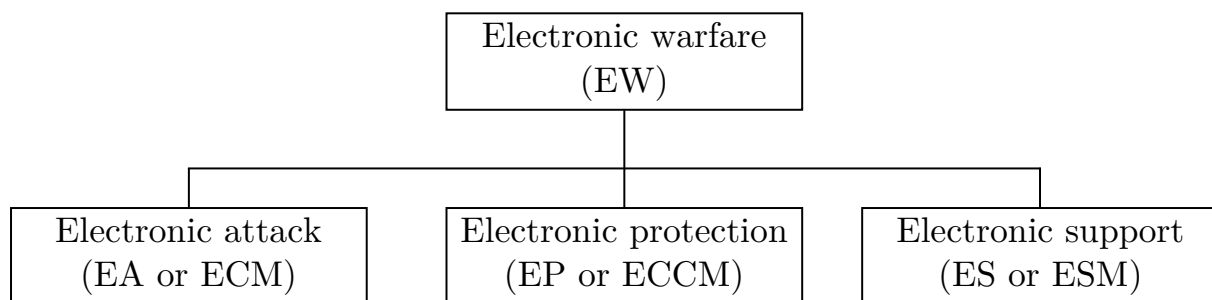 Electronic warfare
(EW)
Electronic attack
(EA or ECM)
Electronic protection
(EP or ECCM)
Electronic support
(ES or ESM)